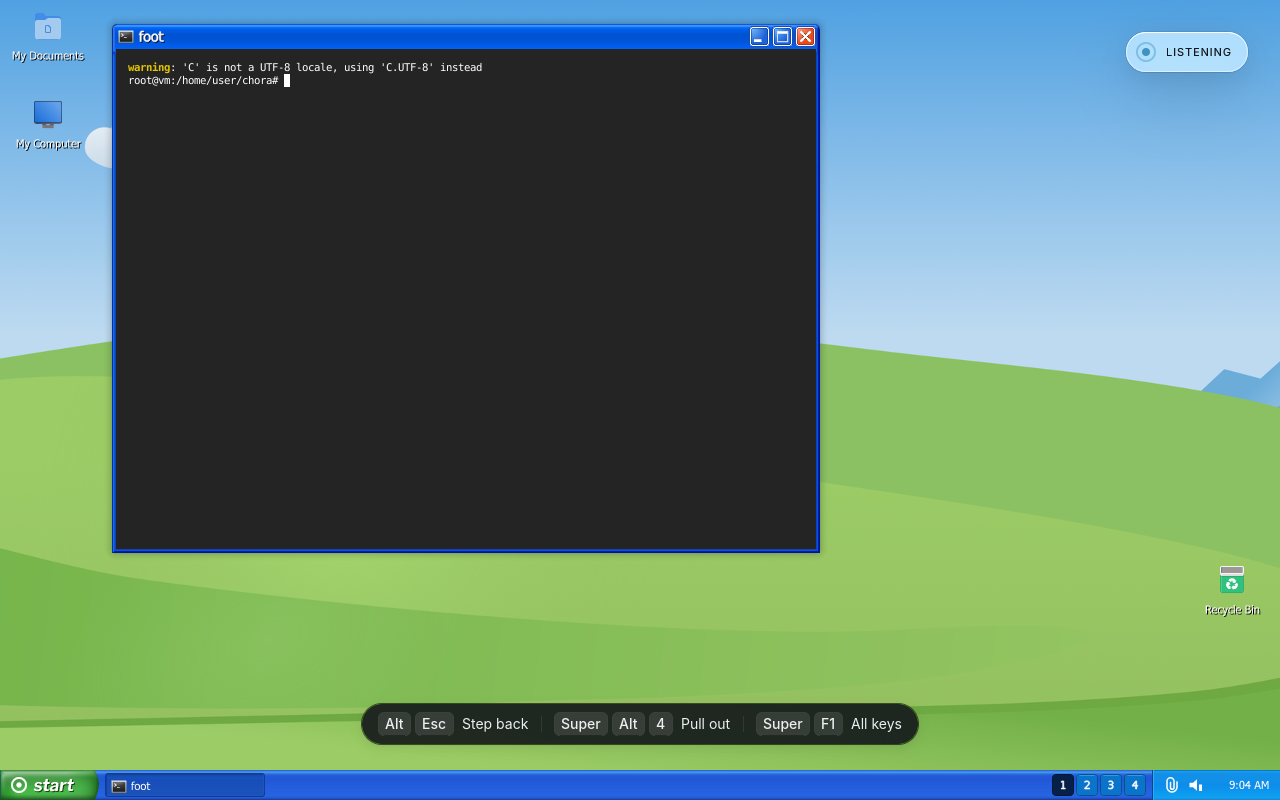 My Documents
My Computer
foot
warning: 'C' is not a UTF-8 locale, using 'C.UTF-8' instead
root@vm:/home/user/chora#
LISTENING
Recycle Bin
Alt Esc Step back Super Alt 4 Pull out Super F1 All keys
start foot 1 2 3 4 9:04 AM